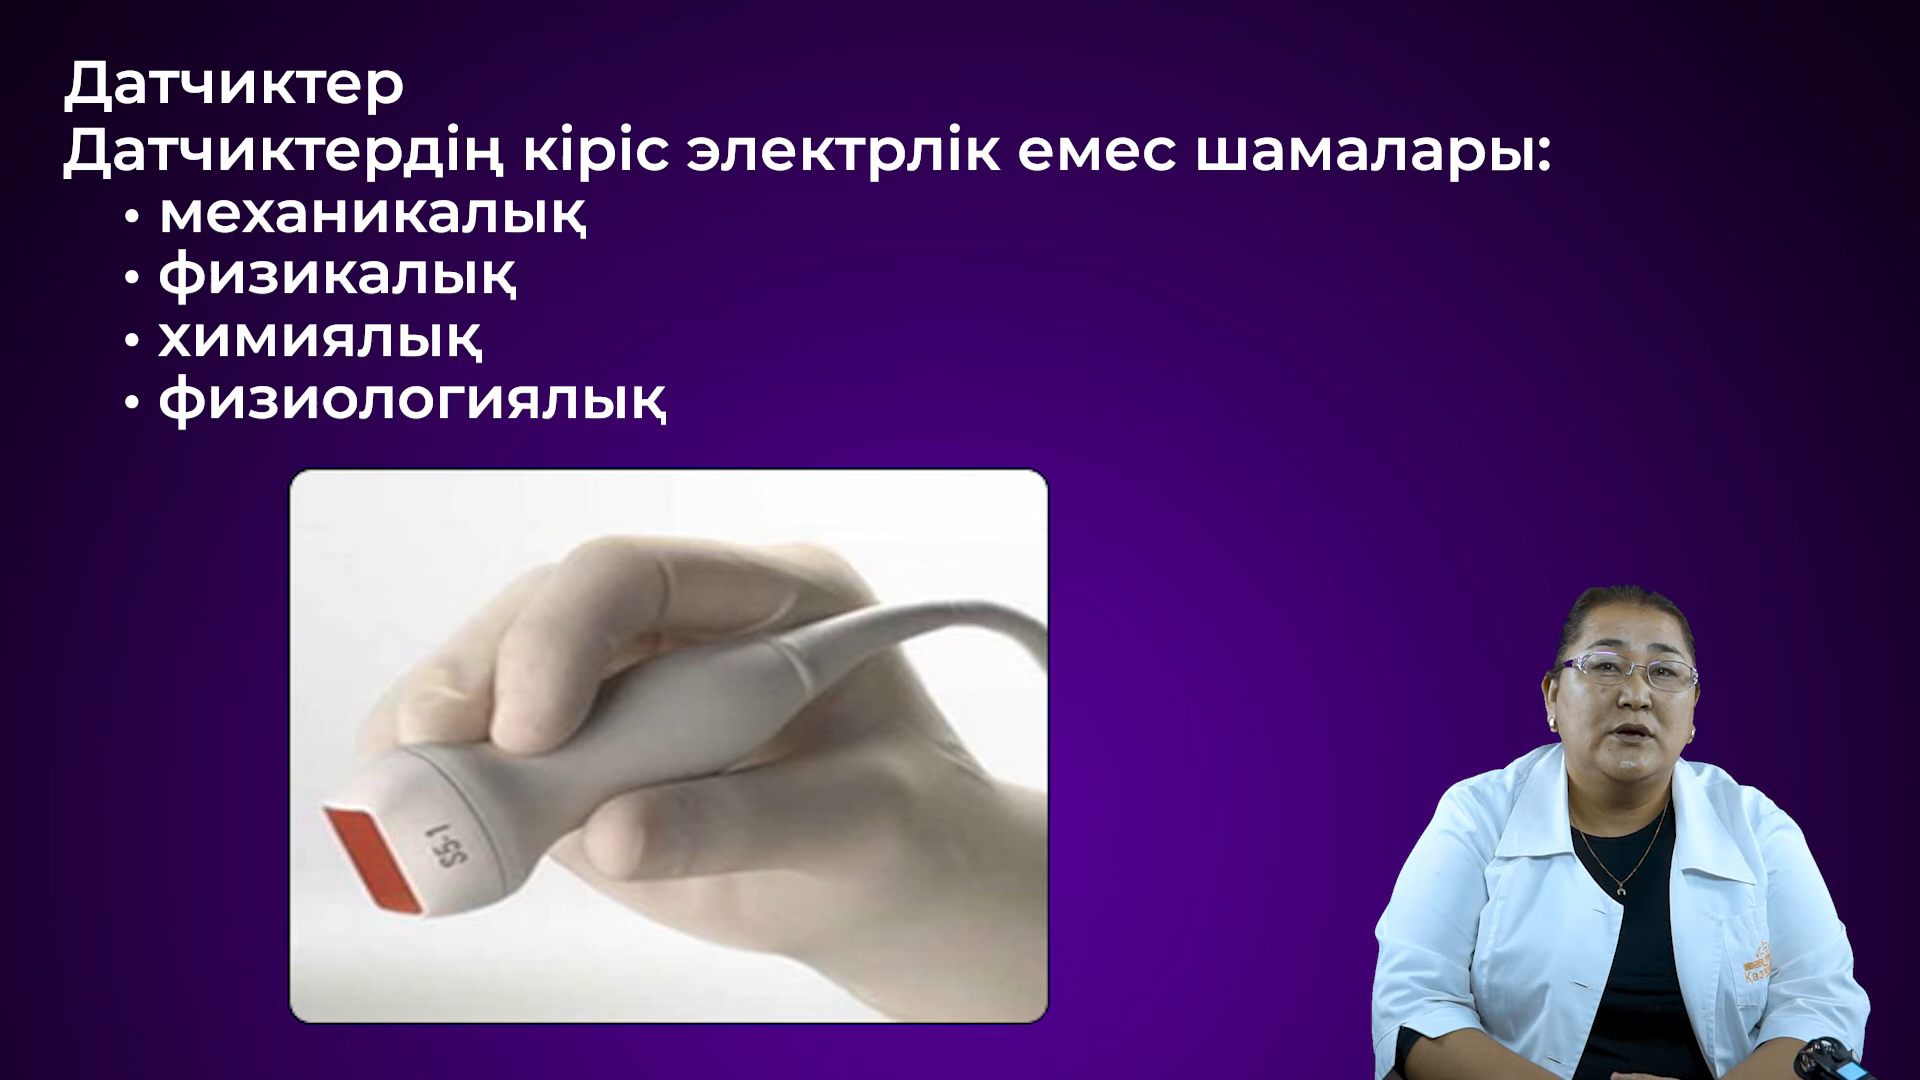 Датчиктер
Датчиктердің кіріс электрлік емес шамалары:
• механикалық
• физикалық
• химиялық
• физиологиялық
S5-1